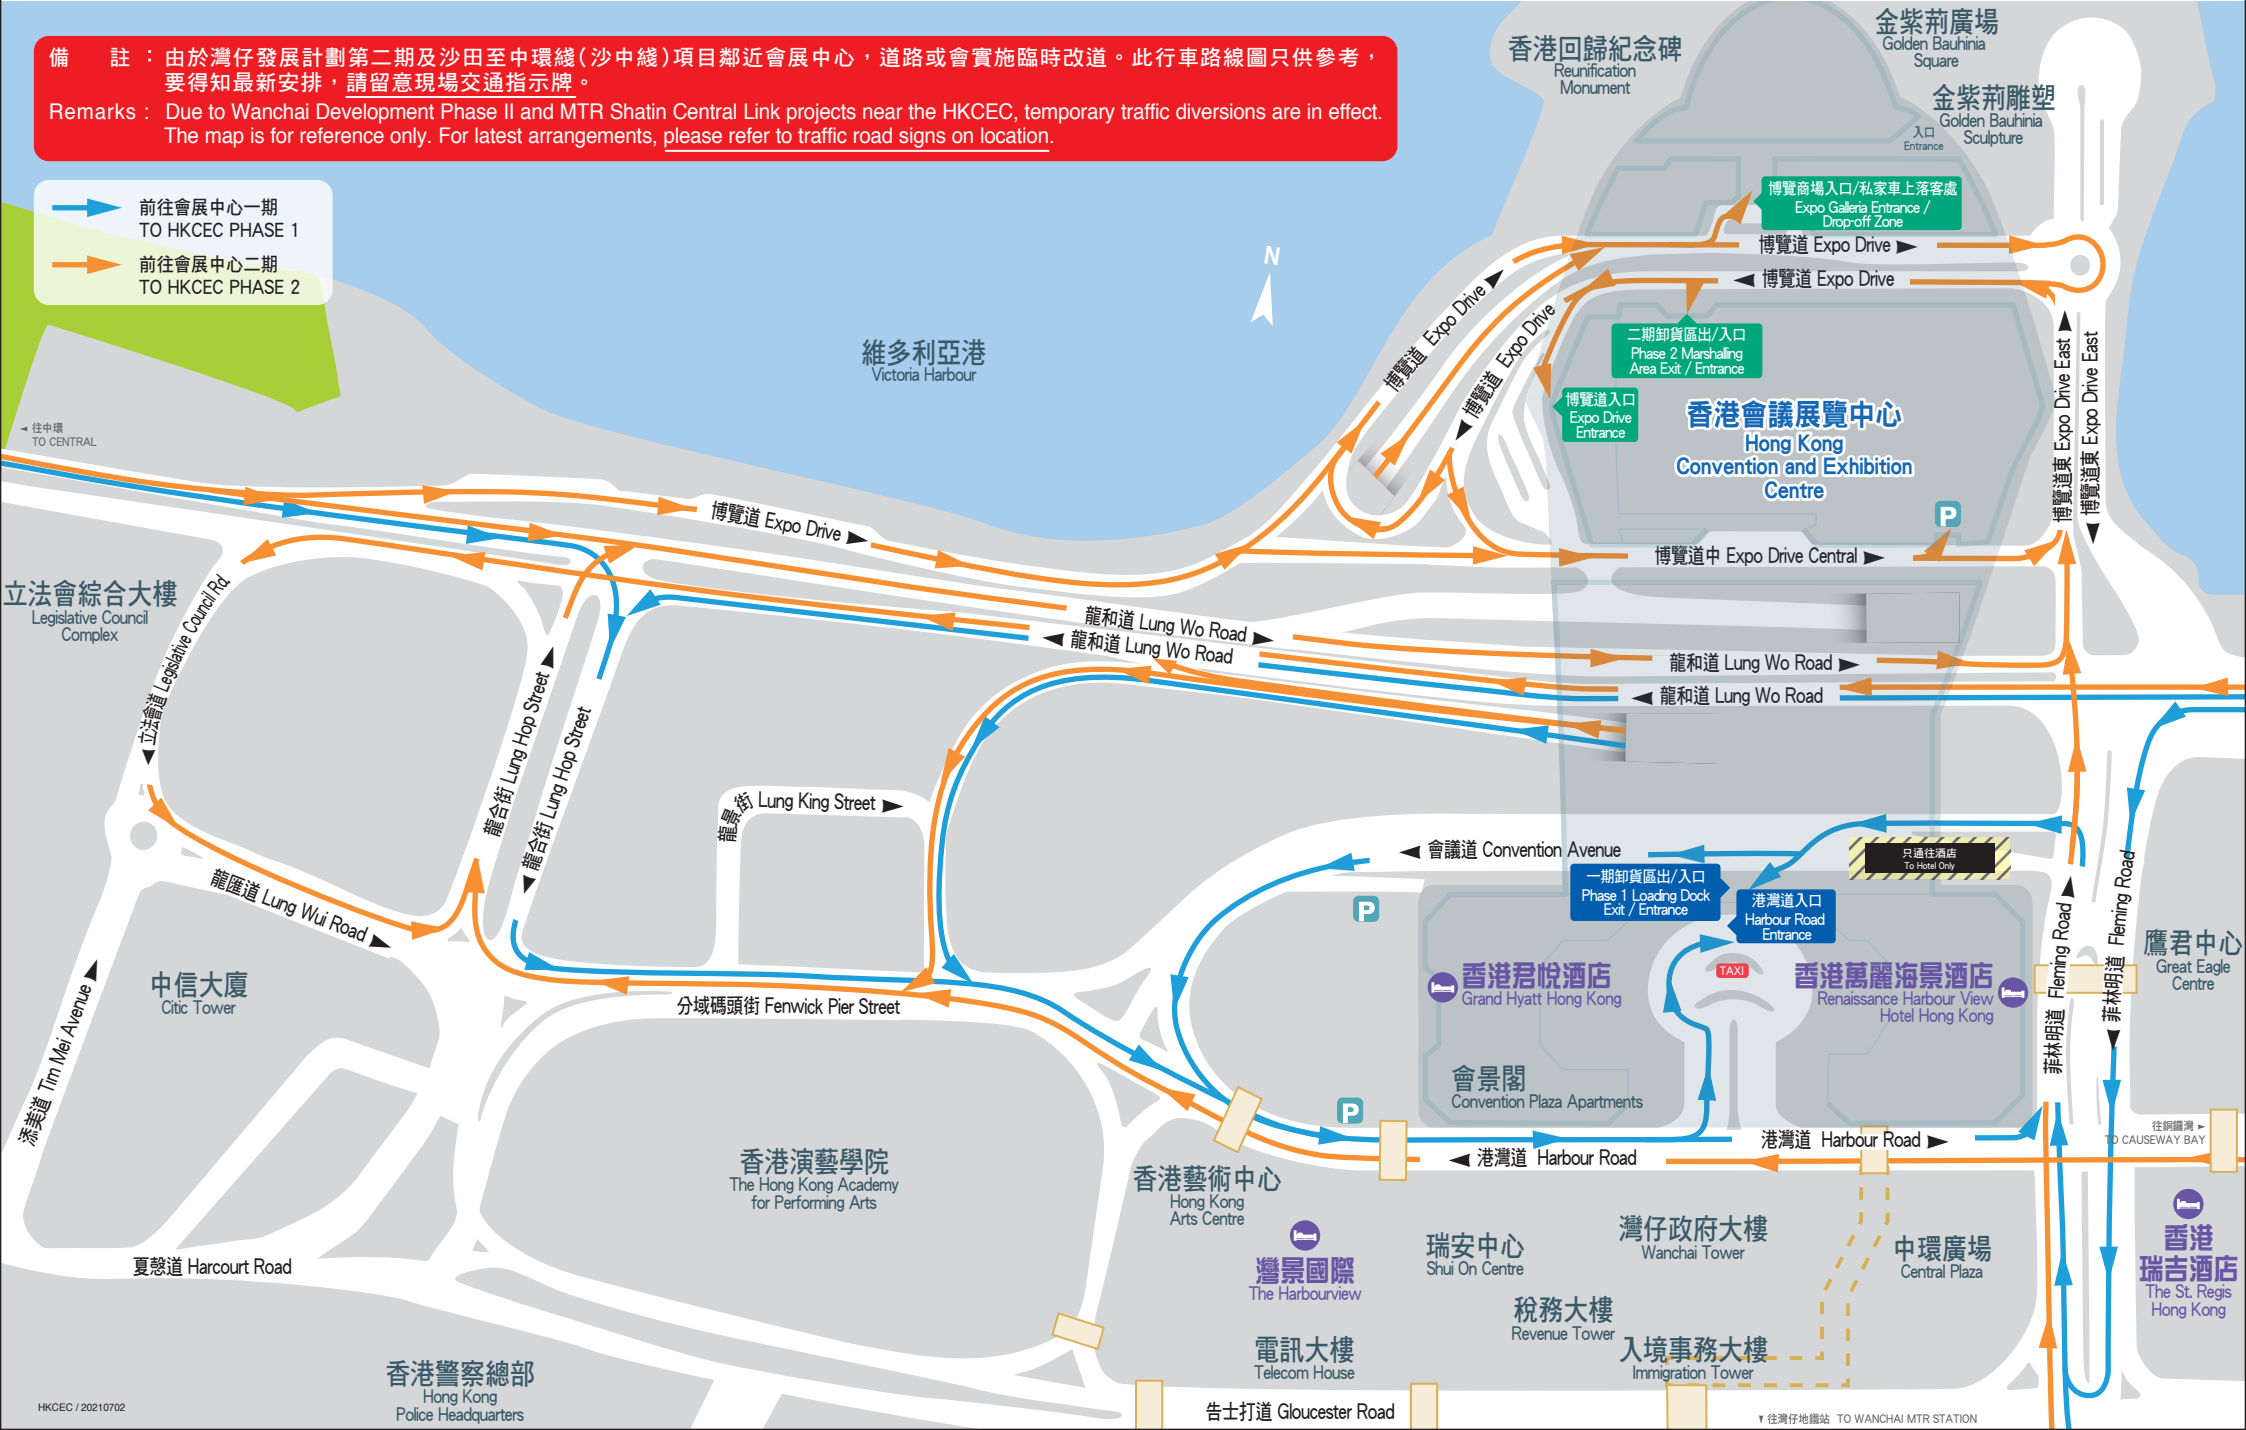 備　　註：由於灣仔發展計劃第二期及沙田至中環綫(沙中綫)項目鄰近會展中心，道路或會實施臨時改道。此行車路線圖只供參考，
要得知最新安排，請留意現場交通指示牌。
Remarks : Due to Wanchai Development Phase II and MTR Shatin Central Link projects near the HKCEC, temporary traffic diversions are in effect.
The map is for reference only. For latest arrangements, please refer to traffic road signs on location.
前往會展中心一期
TO HKCEC PHASE 1
前往會展中心二期
TO HKCEC PHASE 2
香港回歸紀念碑
Reunification
Monument
金紫荊廣場
Golden Bauhinia
Square
金紫荊雕塑
Golden Bauhinia
Sculpture
入口
Entrance
博覽商場入口/私家車上落客處
Expo Galleria Entrance /
Drop-off Zone
博覽道 Expo Drive ►
◄ 博覽道 Expo Drive
博覽道 Expo Drive ►
◄ 博覽道 Expo Drive
N
維多利亞港
Victoria Harbour
二期卸貨區出/入口
Phase 2 Marshalling
Area Exit / Entrance
博覽道入口
Expo Drive
Entrance
香港會議展覽中心
Hong Kong
Convention and Exhibition
Centre
博覽道東 Expo Drive East ►
博覽道東 Expo Drive East ►
P
◄ 往中環
TO CENTRAL
博覽道 Expo Drive ►
博覽道中 Expo Drive Central ►
立法會綜合大樓
Legislative Council
Complex
◄ 立法會道 Legislative Council Rd.
龍和道 Lung Wo Road ►
◄ 龍和道 Lung Wo Road
龍和道 Lung Wo Road ►
◄ 龍和道 Lung Wo Road
龍合街 Lung Hop Street ►
◄ 龍合街 Lung Hop Street
龍景街 Lung King Street ►
龍匯道 Lung Wui Road ►
◄ 會議道 Convention Avenue
只通往酒店
To Hotel Only
一期卸貨區出/入口
Phase 1 Loading Dock
Exit / Entrance
港灣道入口
Harbour Road
Entrance
P
TAXI
中信大廈
Citic Tower
添美道 Tim Mei Avenue ►
分域碼頭街 Fenwick Pier Street
香港君悅酒店
Grand Hyatt Hong Kong
香港萬麗海景酒店
Renaissance Harbour View
Hotel Hong Kong
菲林明道 Fleming Road ►
◄ 菲林明道 Fleming Road
鷹君中心
Great Eagle
Centre
會景閣
Convention Plaza Apartments
P
港灣道 Harbour Road ►
◄ 港灣道 Harbour Road
往銅鑼灣 ►
TO CAUSEWAY BAY
香港演藝學院
The Hong Kong Academy
for Performing Arts
香港藝術中心
Hong Kong
Arts Centre
灣景國際
The Harbourview
瑞安中心
Shui On Centre
灣仔政府大樓
Wanchai Tower
中環廣場
Central Plaza
香港
瑞吉酒店
The St. Regis
Hong Kong
夏慤道 Harcourt Road
稅務大樓
Revenue Tower
電訊大樓
Telecom House
入境事務大樓
Immigration Tower
香港警察總部
Hong Kong
Police Headquarters
告士打道 Gloucester Road
▼ 往灣仔地鐵站 TO WANCHAI MTR STATION
HKCEC / 20210702